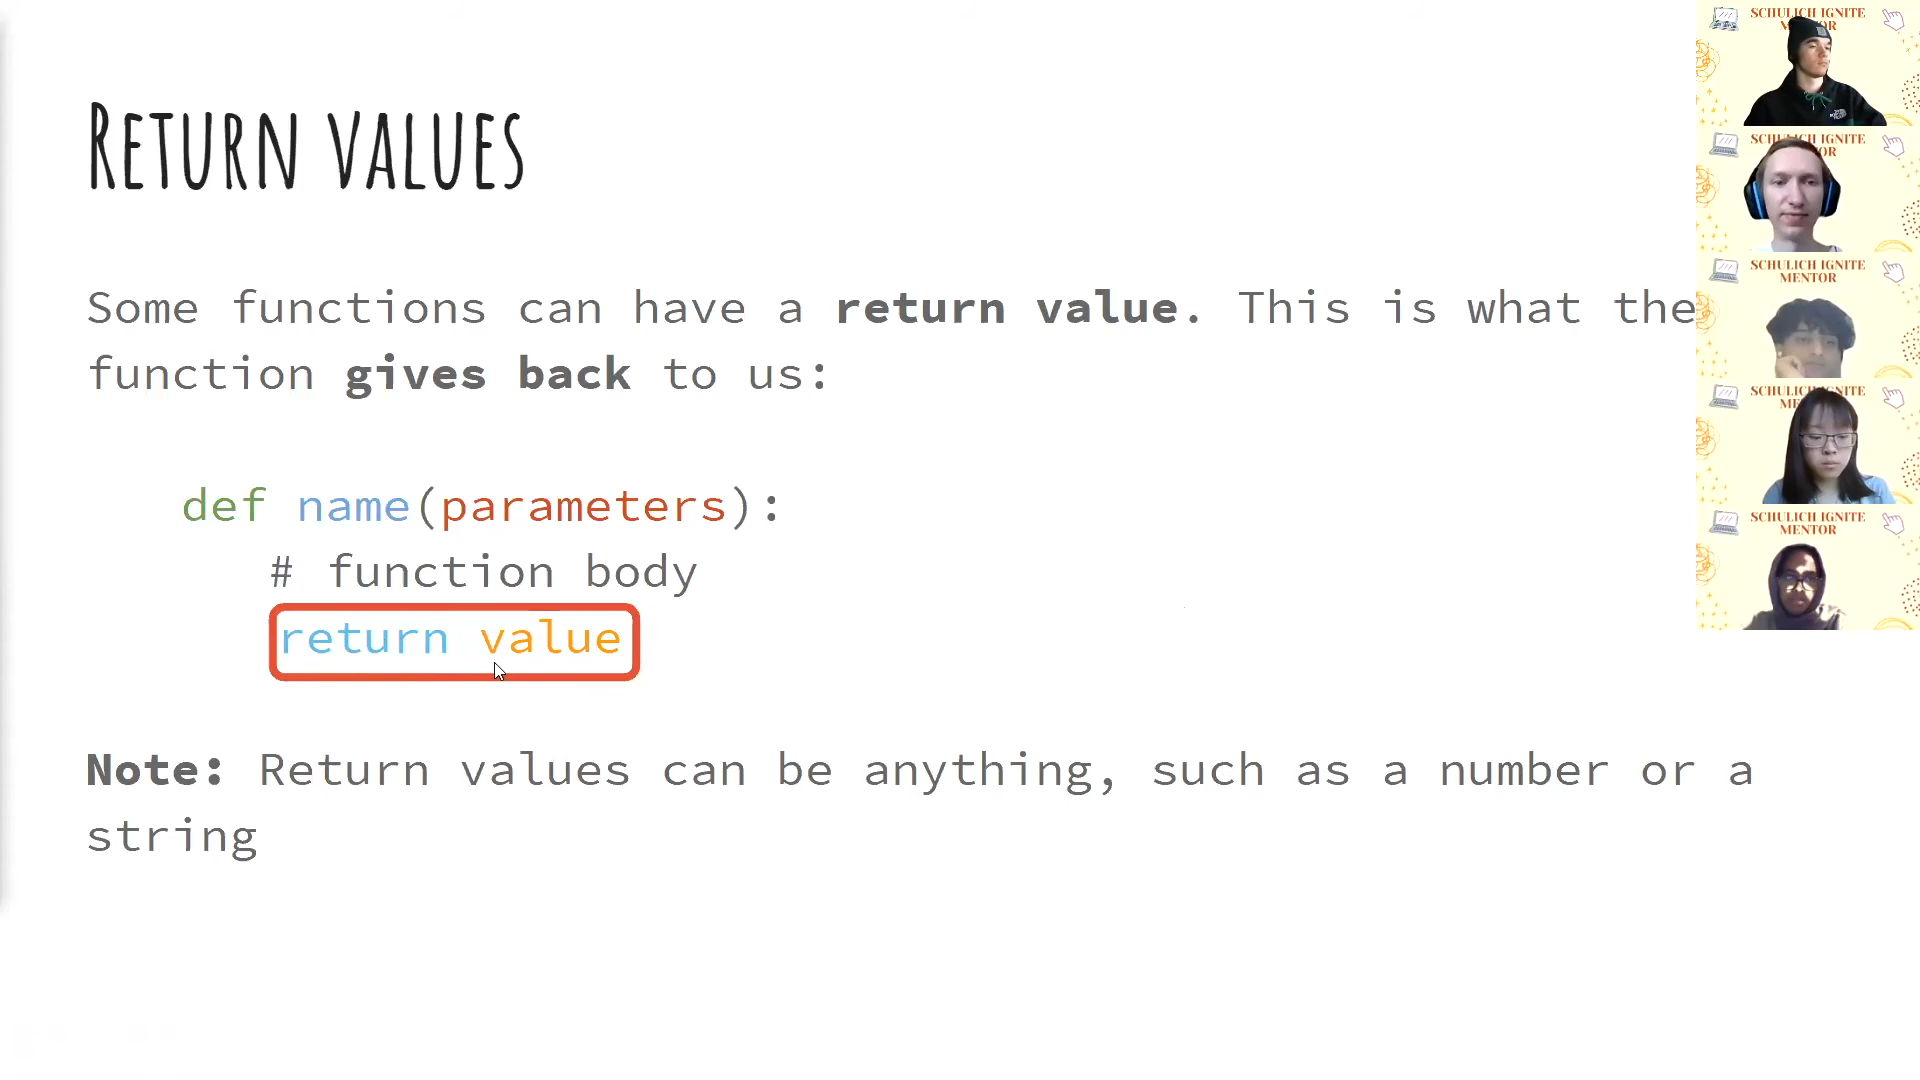 RETURN VALUES
Some functions can have a return value. This is what the
function gives back to us:
def name(parameters):
# function body
return value
Note: Return values can be anything, such as a number or a
string
SCHULICH IGNITE
SCHULICH IGNITE
SCHULICH IGNITE
MENTOR
SCHULICH IGNITE
SCHULICH IGNITE
MENTOR